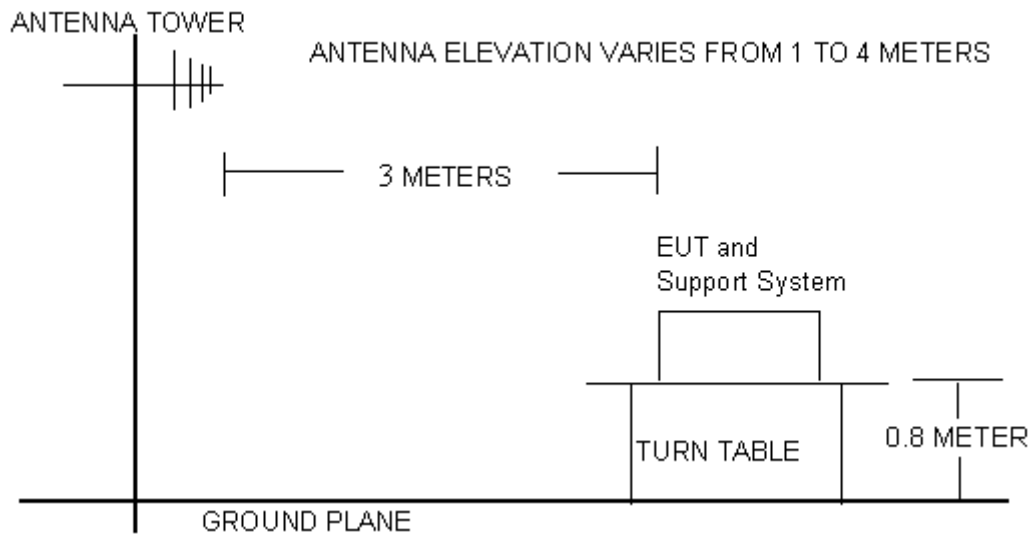 ANTENNA TOWER
ANTENNA ELEVATION VARIES FROM 1 TO 4 METERS
3 METERS
EUT and
Support System
TURN TABLE
0.8 METER
GROUND PLANE